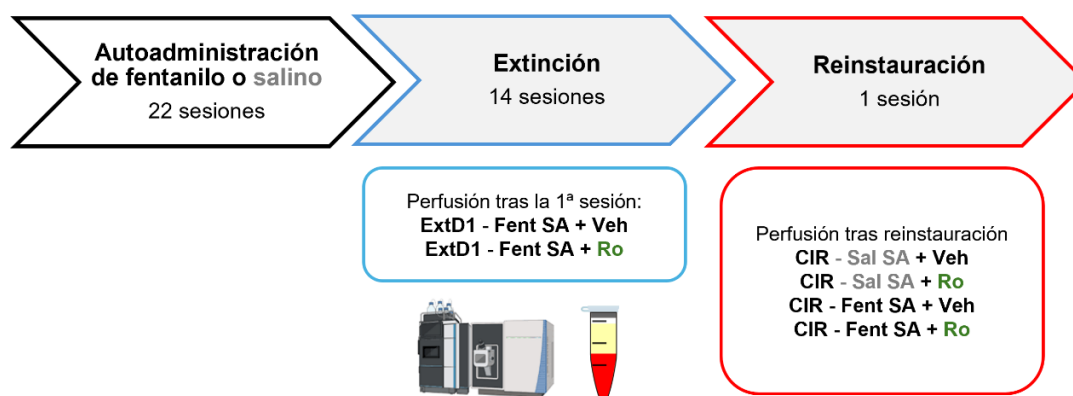 Autoadministración
de fentanilo o salino
22 sesiones
Extinción
14 sesiones
Reinstauración
1 sesión
Perfusión tras la 1ª sesión:
ExtD1 - Fent SA + Veh
ExtD1 - Fent SA + Ro
Perfusión tras reinstauración
CIR - Sal SA + Veh
CIR - Sal SA + Ro
CIR - Fent SA + Veh
CIR - Fent SA + Ro